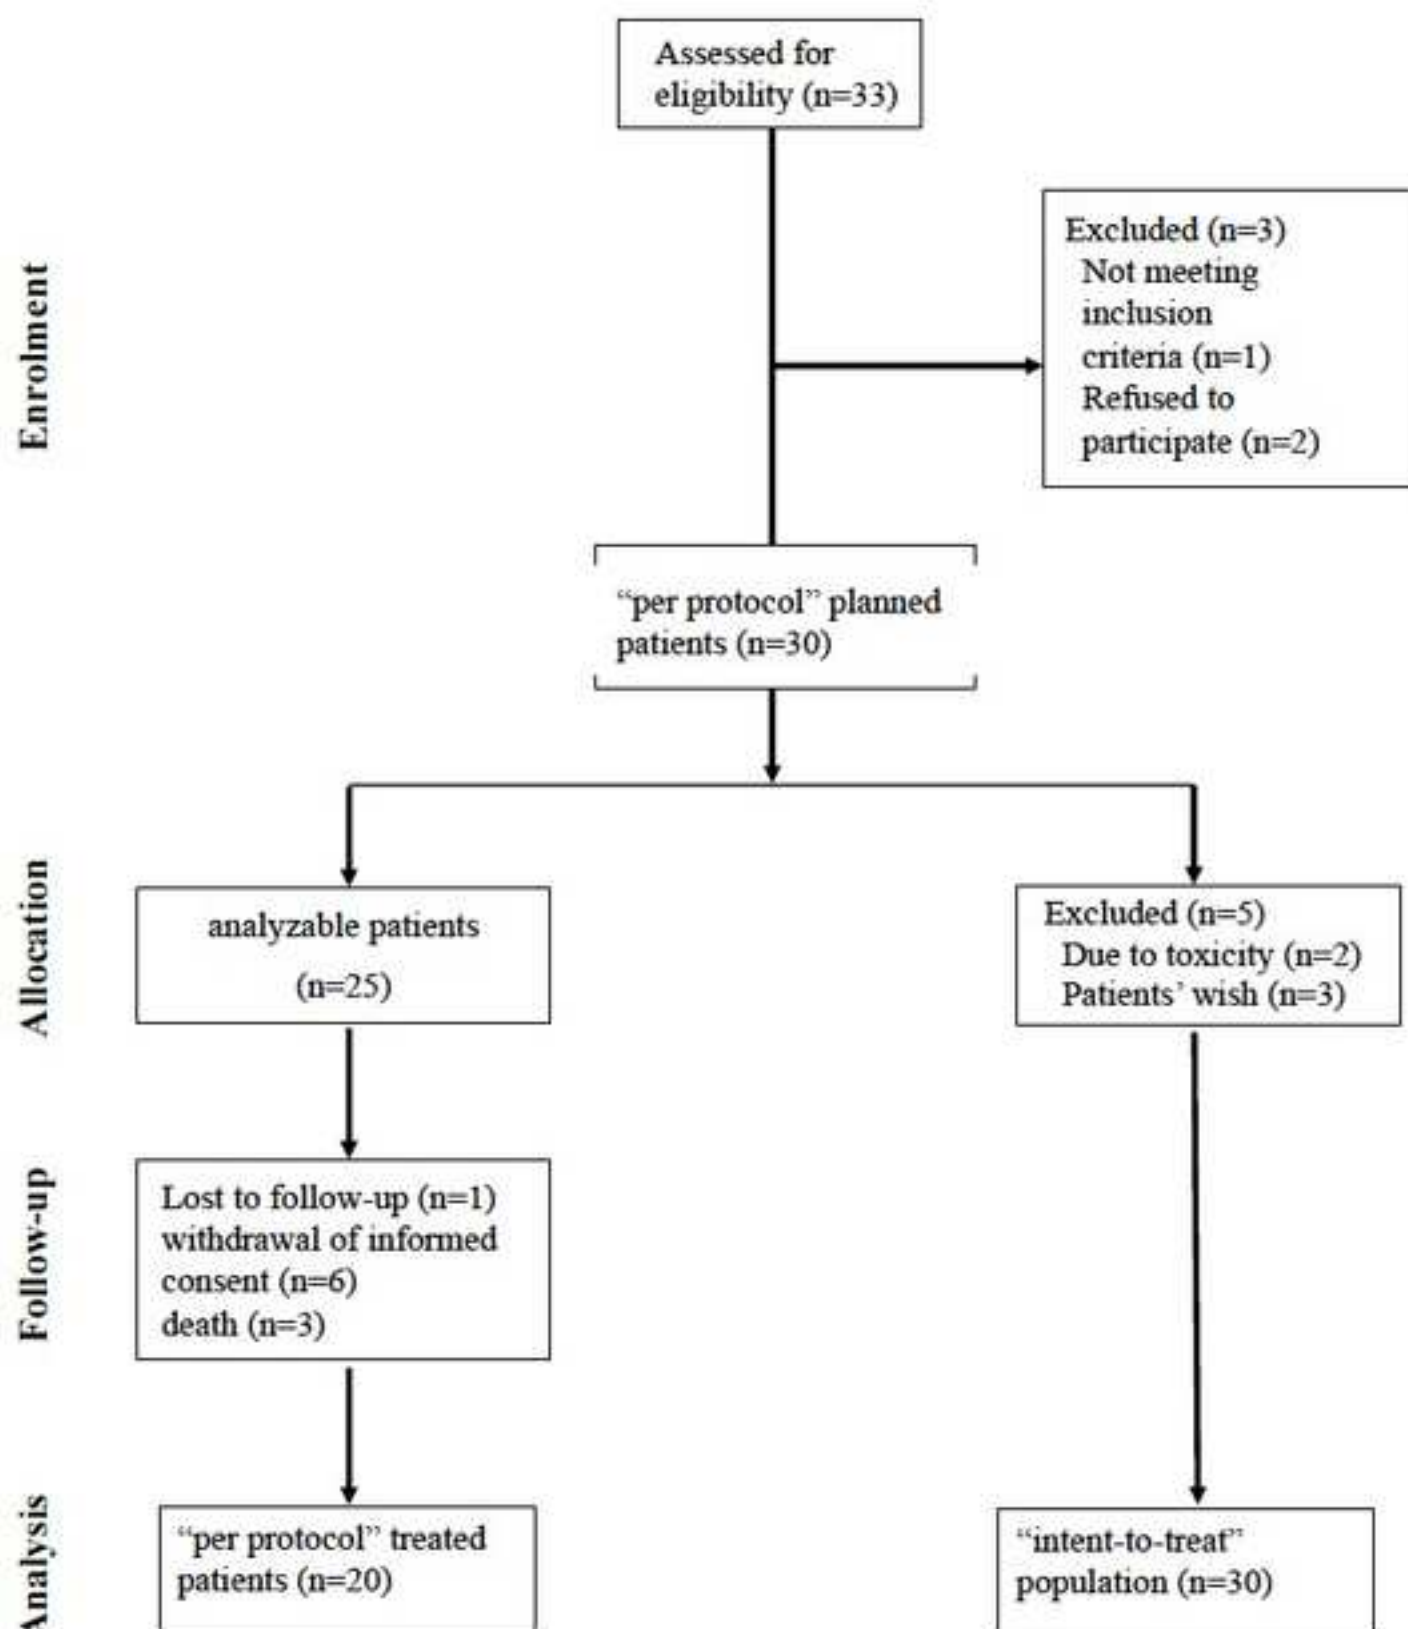 Assessed for
eligibility (n=33)
Enrolment
Excluded (n=3)
Not meeting
inclusion
criteria (n=1)
Refused to
participate (n=2)
“per protocol” planned
patients (n=30)
Allocation
analyzable patients
(n=25)
Excluded (n=5)
Due to toxicity (n=2)
Patients’ wish (n=3)
Follow-up
Lost to follow-up (n=1)
withdrawal of informed
consent (n=6)
death (n=3)
Analysis
“per protocol” treated
patients (n=20)
“intent-to-treat”
population (n=30)